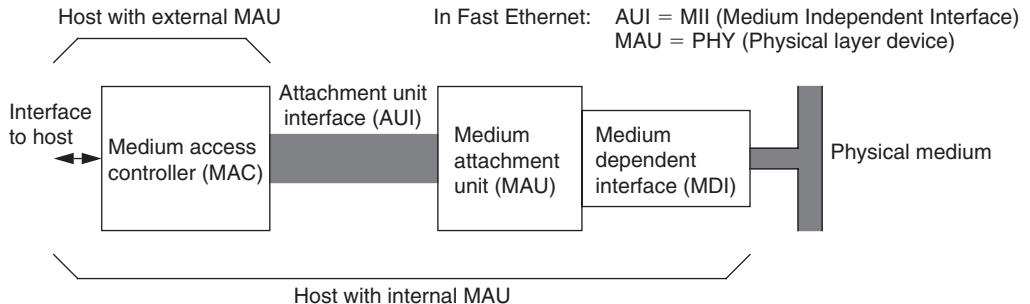 Host with external MAU
In Fast Ethernet: AUI = MII (Medium Independent Interface)
MAU = PHY (Physical layer device)
Interface
to host
Medium access
controller (MAC)
Attachment unit
interface (AUI)
Medium
attachment
unit (MAU)
Medium
dependent
interface (MDI)
Physical medium
Host with internal MAU